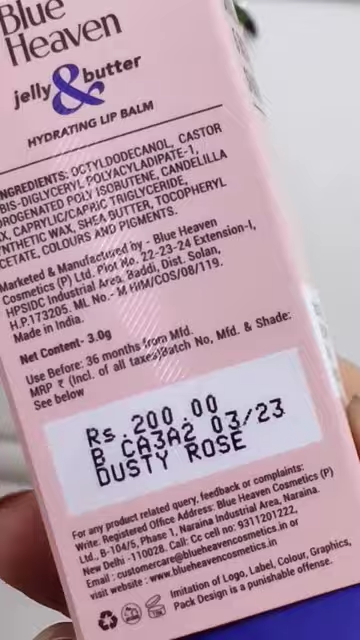 Blue
Heaven
jelly & butter
HYDRATING LIP BALM
INGREDIENTS: OCTYLDODECANOL, CASTOR
BIS-DIGLYCERYL POLYACYLADIPATE-1,
DROGENATED POLY ISOBUTENE, CANDELILLA
X, CAPRYLIC/CAPRIC TRIGLYCERIDE,
NTHETIC WAX, SHEA BUTTER, TOCOPHERYL
CETATE, COLOURS AND PIGMENTS.
Marketed & Manufactured by - Blue Heaven
Cosmetics (P) Ltd. Plot No. 22-23-24 Extension-I,
HPSIDC Industrial Area, Baddi, Dist. Solan,
H.P.173205. ML No.- M HIM/COS/08/119.
Made in India.
Net Content- 3.0g
Use Before: 36 months from Mfd.
MRP ₹ (Incl. of all taxes)Batch No, Mfd. & Shade:
See below
Rs.200.00
B CA3A2 03/23
DUSTY ROSE
For any product related query, feedback or complaints:
Write: Registered Office Address: Blue Heaven Cosmetics (P)
Ltd., B-104/5, Phase 1, Naraina Industrial Area, Naraina.
New Delhi -110028. Call: Cc cell no: 9311201222,
Email : customercare@blueheavencosmetics.in or
visit website : www.blueheavencosmetics.in
Imitation of Logo, Label, Colour, Graphics,
Pack Design is a punishable offense.